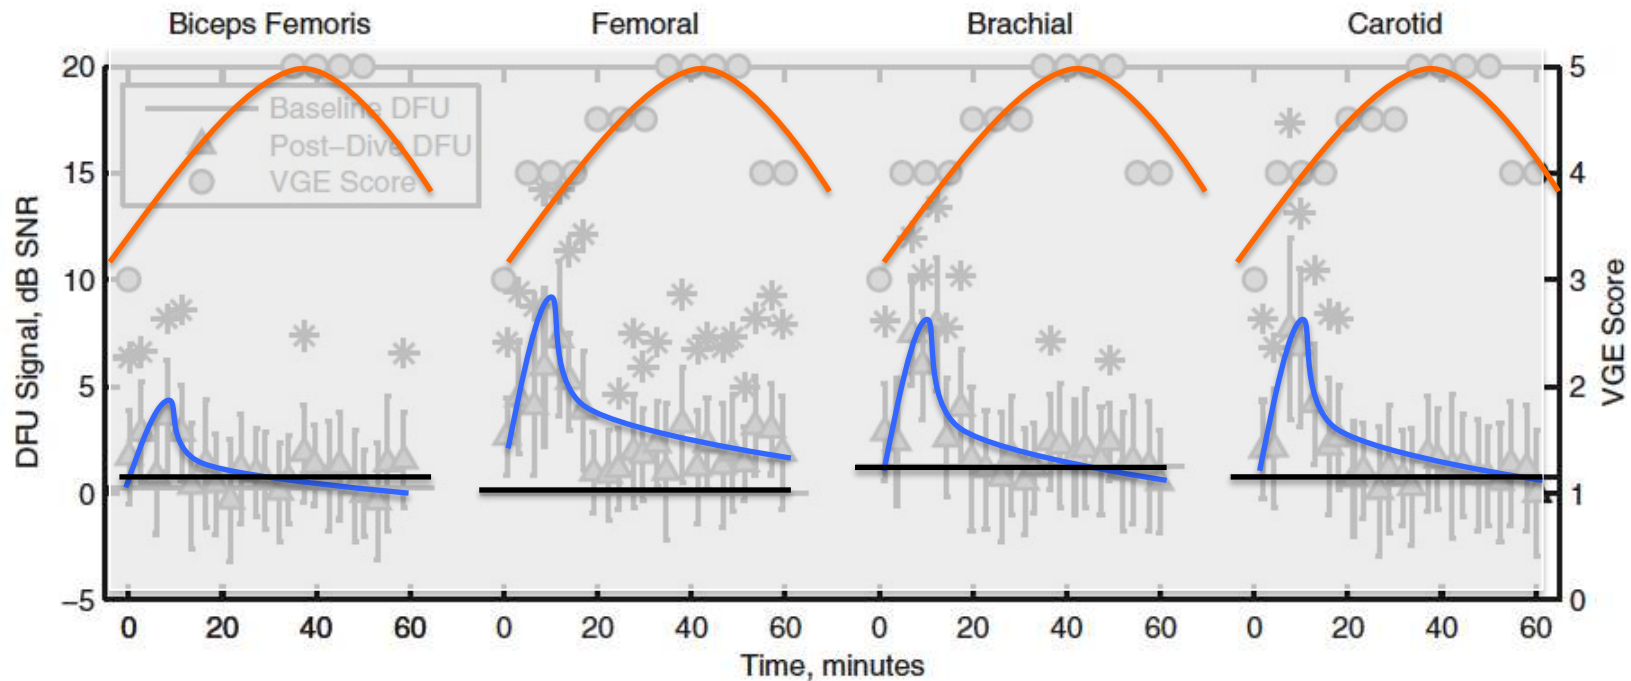 Biceps Femoris Femoral Brachial Carotid
20 5
Baseline DFU
Post–Dive DFU
VGE Score
15 4
10 3
5 2
0 1
–5 0
DFU Signal, dB SNR
VGE Score
0 20 40 60 0 20 40 60 0 20 40 60 0 20 40 60
Time, minutes